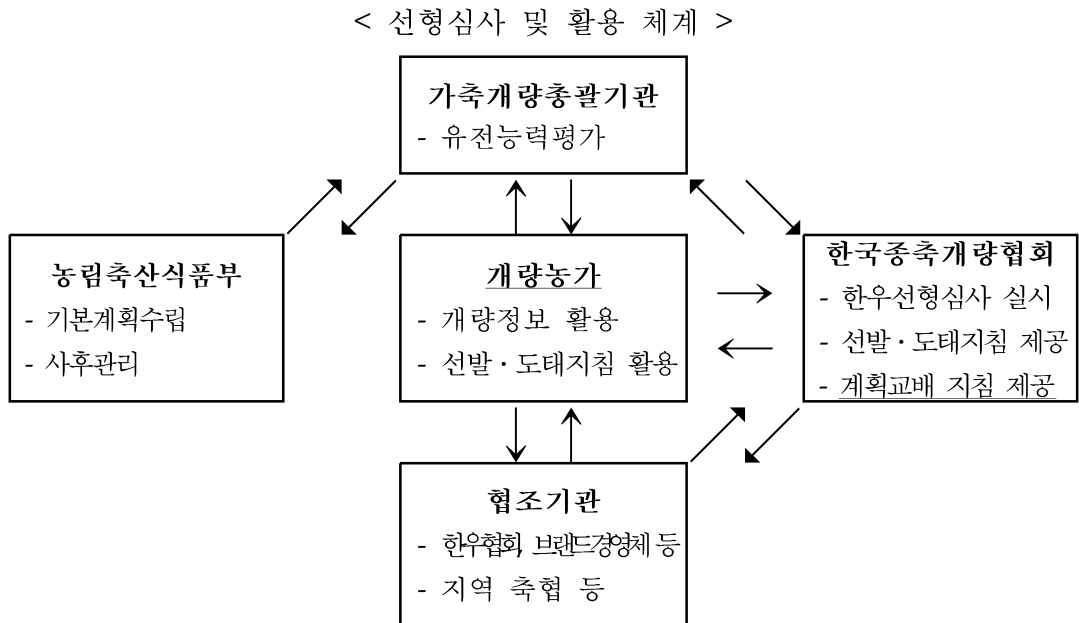 < 선형심사 및 활용 체계 >
가축개량총괄기관
- 유전능력평가
농림축산식품부
- 기본계획수립
- 사후관리
개량농가
- 개량정보 활용
- 선발·도태지침 활용
한국종축개량협회
- 한우선형심사 실시
- 선발·도태지침 제공
- 계획교배 지침 제공
협조기관
- 한우협회, 브랜드경영체 등
- 지역 축협 등